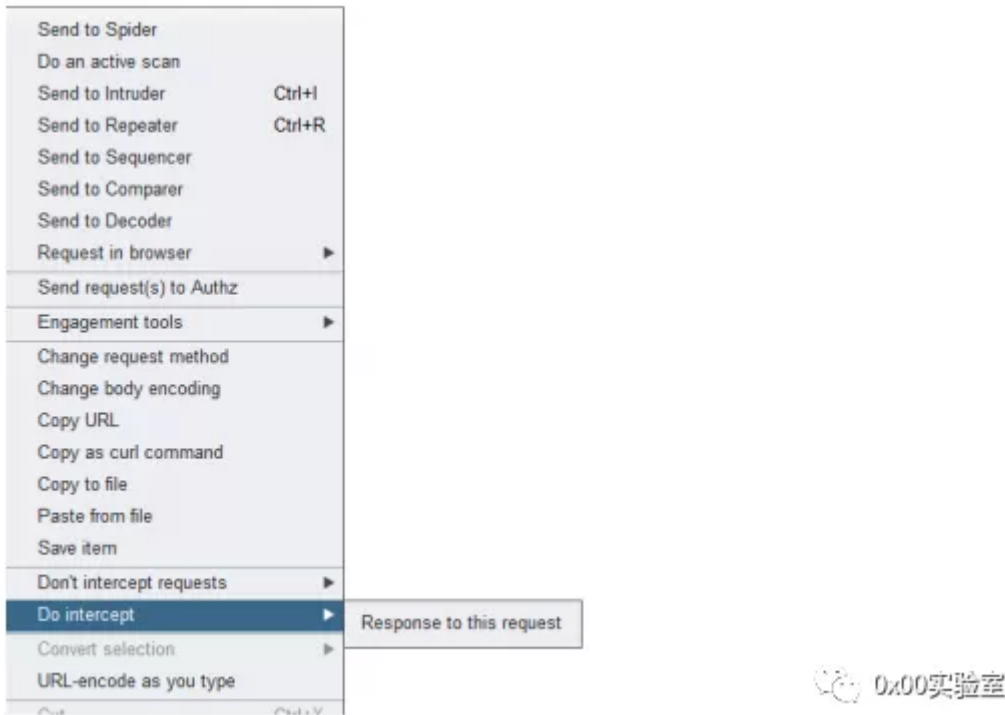 Send to Spider
Do an active scan
Send to Intruder Ctrl+I
Send to Repeater Ctrl+R
Send to Sequencer
Send to Comparer
Send to Decoder
Request in browser
Send request(s) to Authz
Engagement tools
Change request method
Change body encoding
Copy URL
Copy as curl command
Copy to file
Paste from file
Save item
Don't intercept requests
Do intercept
Response to this request
Convert selection
URL-encode as you type
0x00实验室